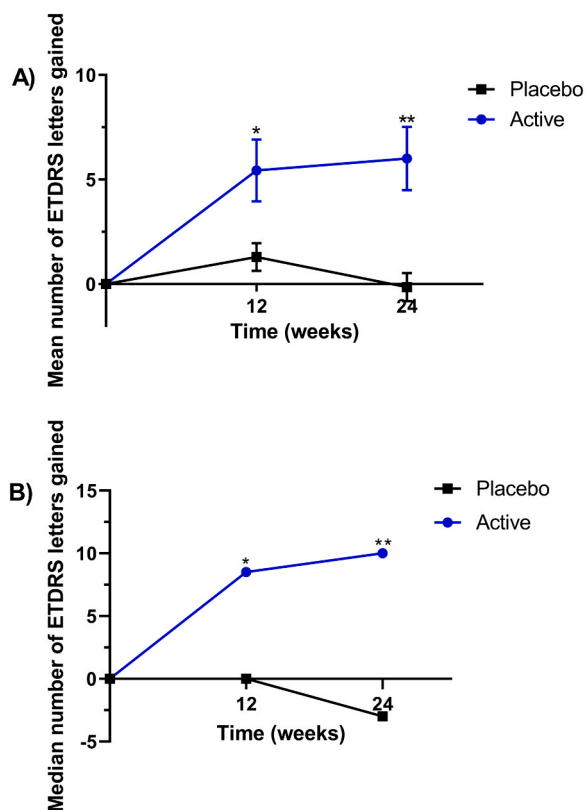 A)
Mean number of ETDRS letters gained
10
5
0
*
**
12
24
Time (weeks)
Placebo
Active
B)
Median number of ETDRS letters gained
15
10
5
0
-5
*
**
12
24
Time (weeks)
Placebo
Active